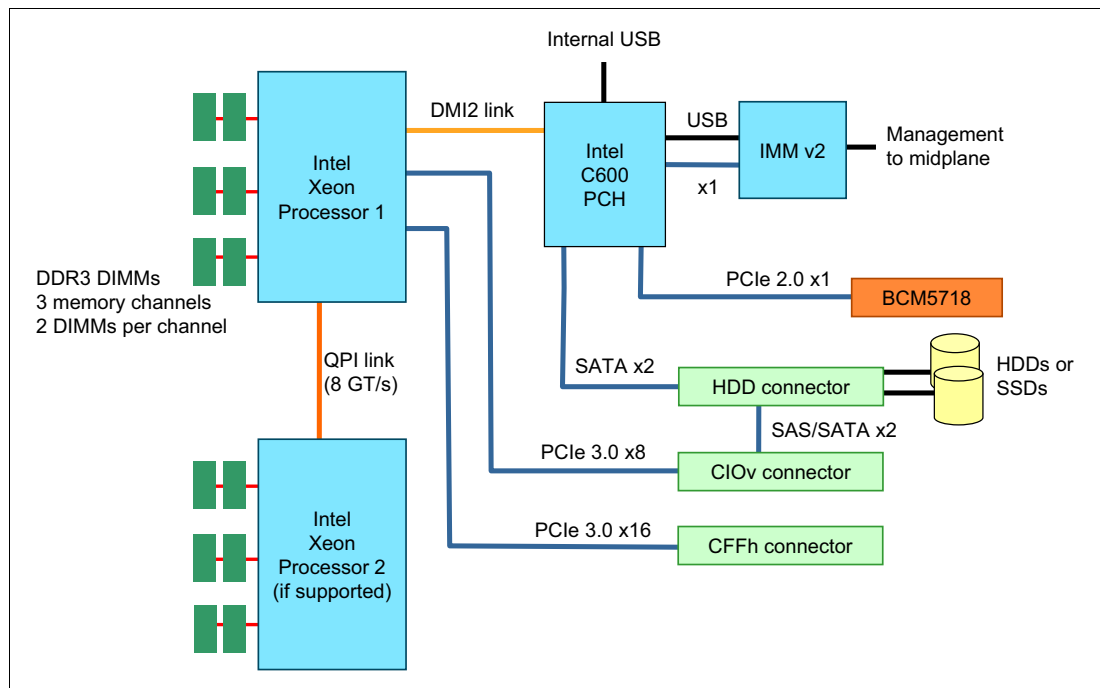 Internal USB
DMI2 link
USB
Intel
Xeon
Processor 1
Intel
C600
PCH
IMM v2
Management
to midplane
x1
DDR3 DIMMs
3 memory channels
2 DIMMs per channel
PCIe 2.0 x1
BCM5718
QPI link
(8 GT/s)
SATA x2
HDD connector
HDDs or
SSDs
SAS/SATA x2
PCIe 3.0 x8
CIOv connector
Intel
Xeon
Processor 2
(if supported)
PCIe 3.0 x16
CFFh connector